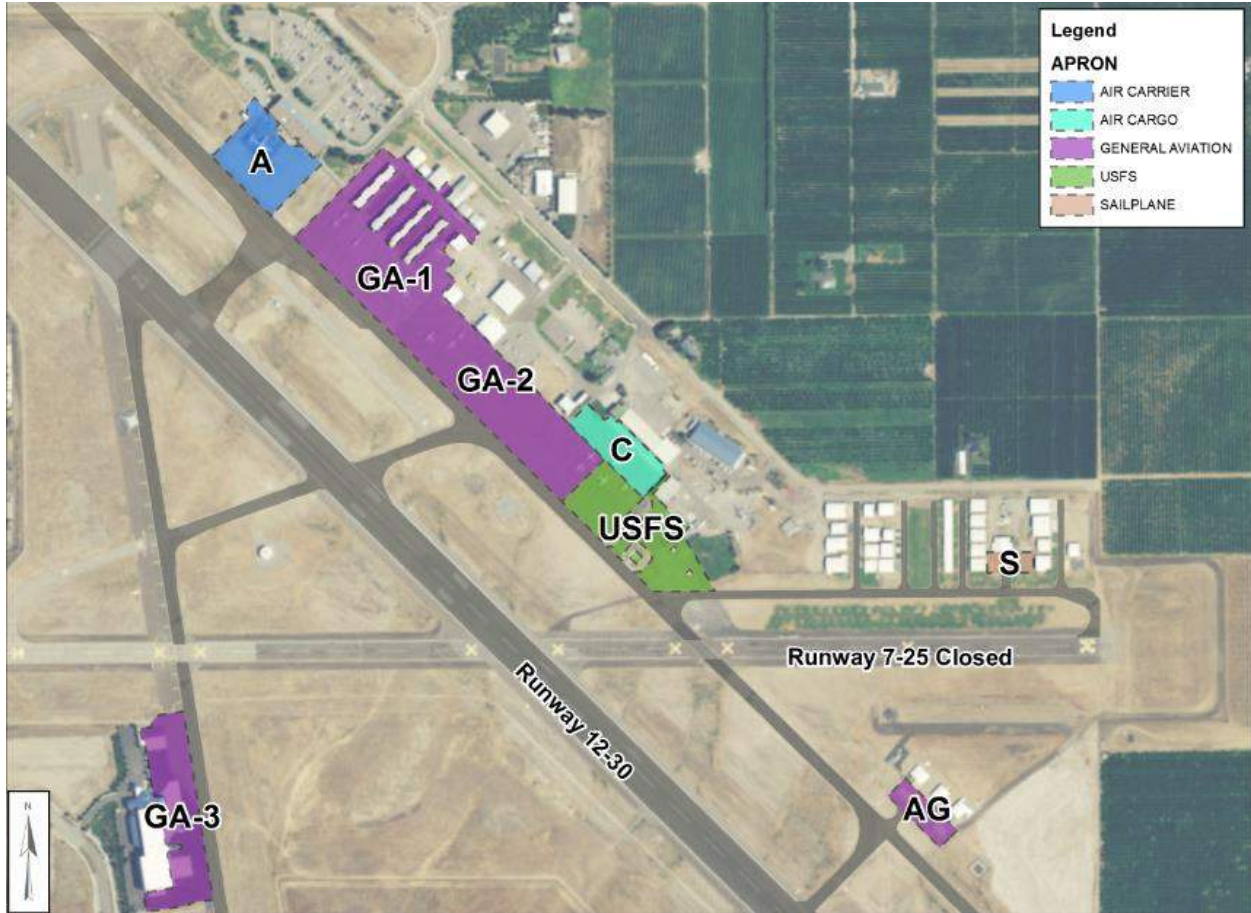 Legend
APRON
AIR CARRIER
AIR CARGO
GENERAL AVIATION
USFS
SAILPLANE
A
GA-1
GA-2
C
USFS
S
Runway 7-25 Closed
Runway 12-30
GA-3
AG
N